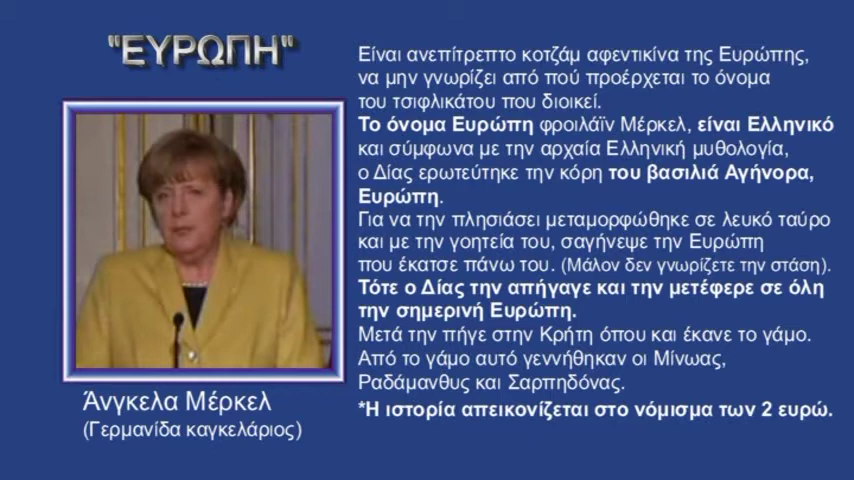 "ΕΥΡΩΠΗ"
Είναι ανεπίτρεπτο κοτζάμ αφεντικίνα της Ευρώπης,
να μην γνωρίζει από πού προέρχεται το όνομα
του τσιφλικάτου που διοικεί.
Το όνομα Ευρώπη φροιλάϊν Μέρκελ, είναι Ελληνικό
και σύμφωνα με την αρχαία Ελληνική μυθολογία,
ο Δίας ερωτεύτηκε την κόρη του βασιλιά Αγήνορα,
Ευρώπη.
Για να την πλησιάσει μεταμορφώθηκε σε λευκό ταύρο
και με την γοητεία του, σαγήνεψε την Ευρώπη
που έκατσε πάνω του. (Μάλον δεν γνωρίζετε την στάση).
Τότε ο Δίας την απήγαγε και την μετέφερε σε όλη
την σημερινή Ευρώπη.
Μετά την πήγε στην Κρήτη όπου και έκανε το γάμο.
Από το γάμο αυτό γεννήθηκαν οι Μίνωας,
Ραδάμανθυς και Σαρπηδόνας.
*Η ιστορία απεικονίζεται στο νόμισμα των 2 ευρώ.
Άνγκελα Μέρκελ
(Γερμανίδα καγκελάριος)